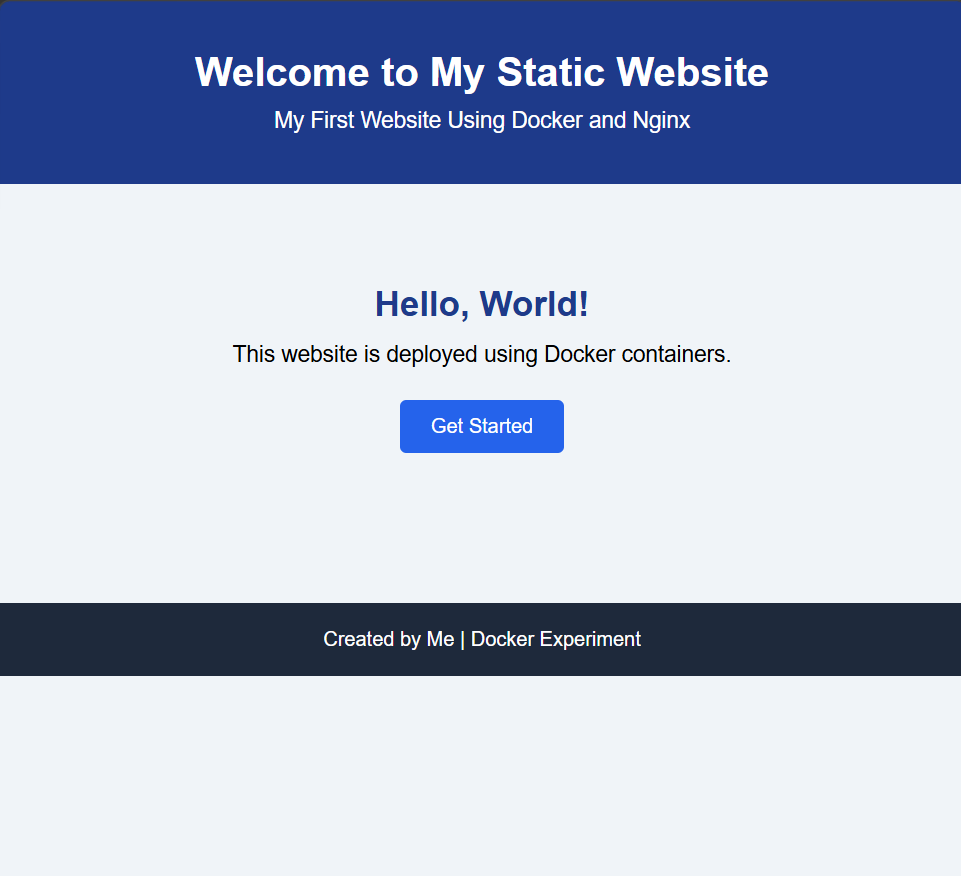 Welcome to My Static Website
My First Website Using Docker and Nginx
Hello, World!
This website is deployed using Docker containers.
Get Started
Created by Me | Docker Experiment